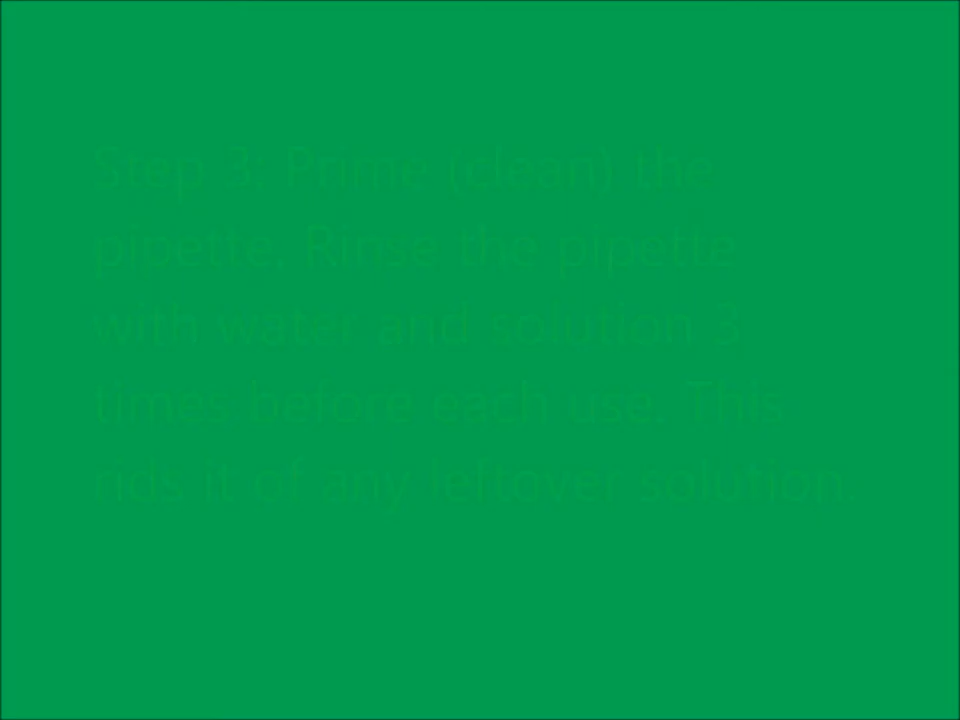 Step 3: Prime (clean) the
pipette. Rinse the pipette
with water and solution 3
times before each use. This
rids it of any leftover solution.